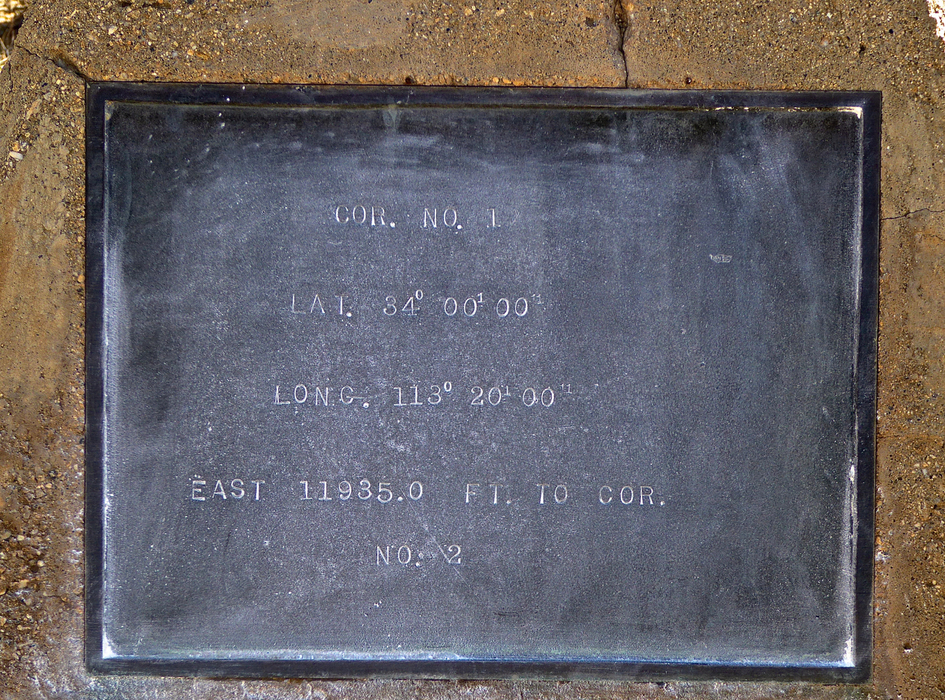 COR. NO. 1
LAT. 34° 00' 00"
LONG. 113° 20' 00"
EAST 11935.0 FT. TO COR.
NO. 2